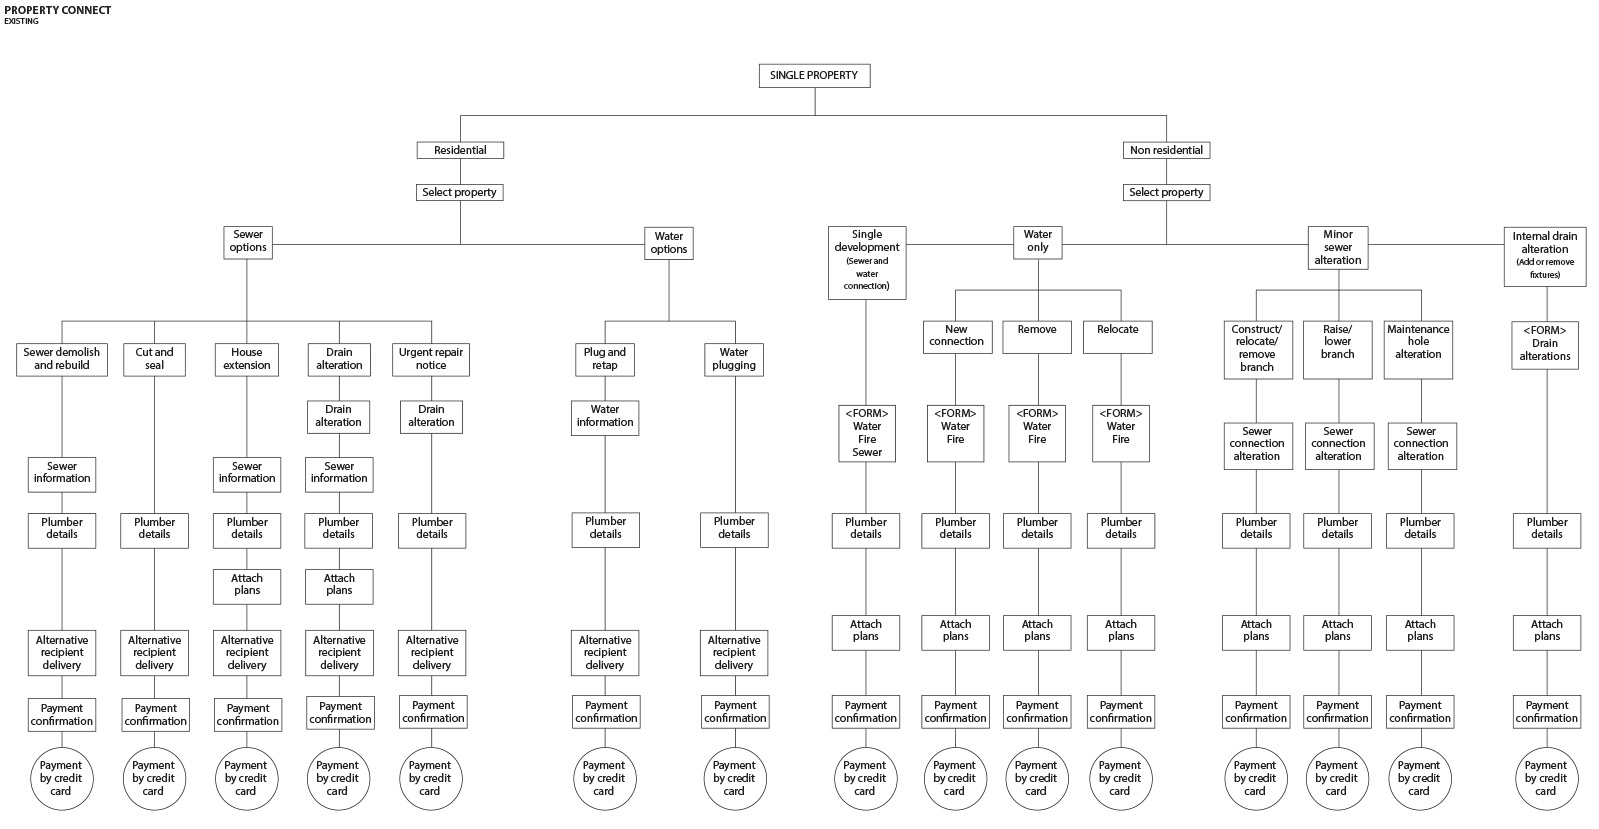 PROPERTY CONNECT
EXISTING
SINGLE PROPERTY
Residential
Non residential
Select property
Select property
Sewer
options
Water
options
Single
development
(Sewer and
water
connection)
Water
only
Minor
sewer
alteration
Internal drain
alteration
(Add or remove
fixtures)
Sewer demolish
and rebuild
Cut and
seal
House
extension
Drain
alteration
Urgent repair
notice
Plug and
retap
Water
plugging
New
connection
Remove
Relocate
Construct/
relocate/
remove
branch
Raise/
lower
branch
Maintenance
hole
alteration
<FORM>
Drain
alterations
Drain
alteration
Drain
alteration
Water
information
<FORM>
Water
Fire
Sewer
<FORM>
Water
Fire
<FORM>
Water
Fire
<FORM>
Water
Fire
Sewer
connection
alteration
Sewer
connection
alteration
Sewer
connection
alteration
Sewer
information
Sewer
information
Sewer
information
Plumber
details
Plumber
details
Plumber
details
Plumber
details
Plumber
details
Plumber
details
Plumber
details
Plumber
details
Plumber
details
Plumber
details
Plumber
details
Plumber
details
Plumber
details
Plumber
details
Plumber
details
Attach
plans
Attach
plans
Attach
plans
Attach
plans
Attach
plans
Attach
plans
Attach
plans
Attach
plans
Attach
plans
Attach
plans
Alternative
recipient
delivery
Alternative
recipient
delivery
Alternative
recipient
delivery
Alternative
recipient
delivery
Alternative
recipient
delivery
Alternative
recipient
delivery
Alternative
recipient
delivery
Payment
confirmation
Payment
confirmation
Payment
confirmation
Payment
confirmation
Payment
confirmation
Payment
confirmation
Payment
confirmation
Payment
confirmation
Payment
confirmation
Payment
confirmation
Payment
confirmation
Payment
confirmation
Payment
confirmation
Payment
confirmation
Payment
confirmation
Payment
by credit
card
Payment
by credit
card
Payment
by credit
card
Payment
by credit
card
Payment
by credit
card
Payment
by credit
card
Payment
by credit
card
Payment
by credit
card
Payment
by credit
card
Payment
by credit
card
Payment
by credit
card
Payment
by credit
card
Payment
by credit
card
Payment
by credit
card
Payment
by credit
card